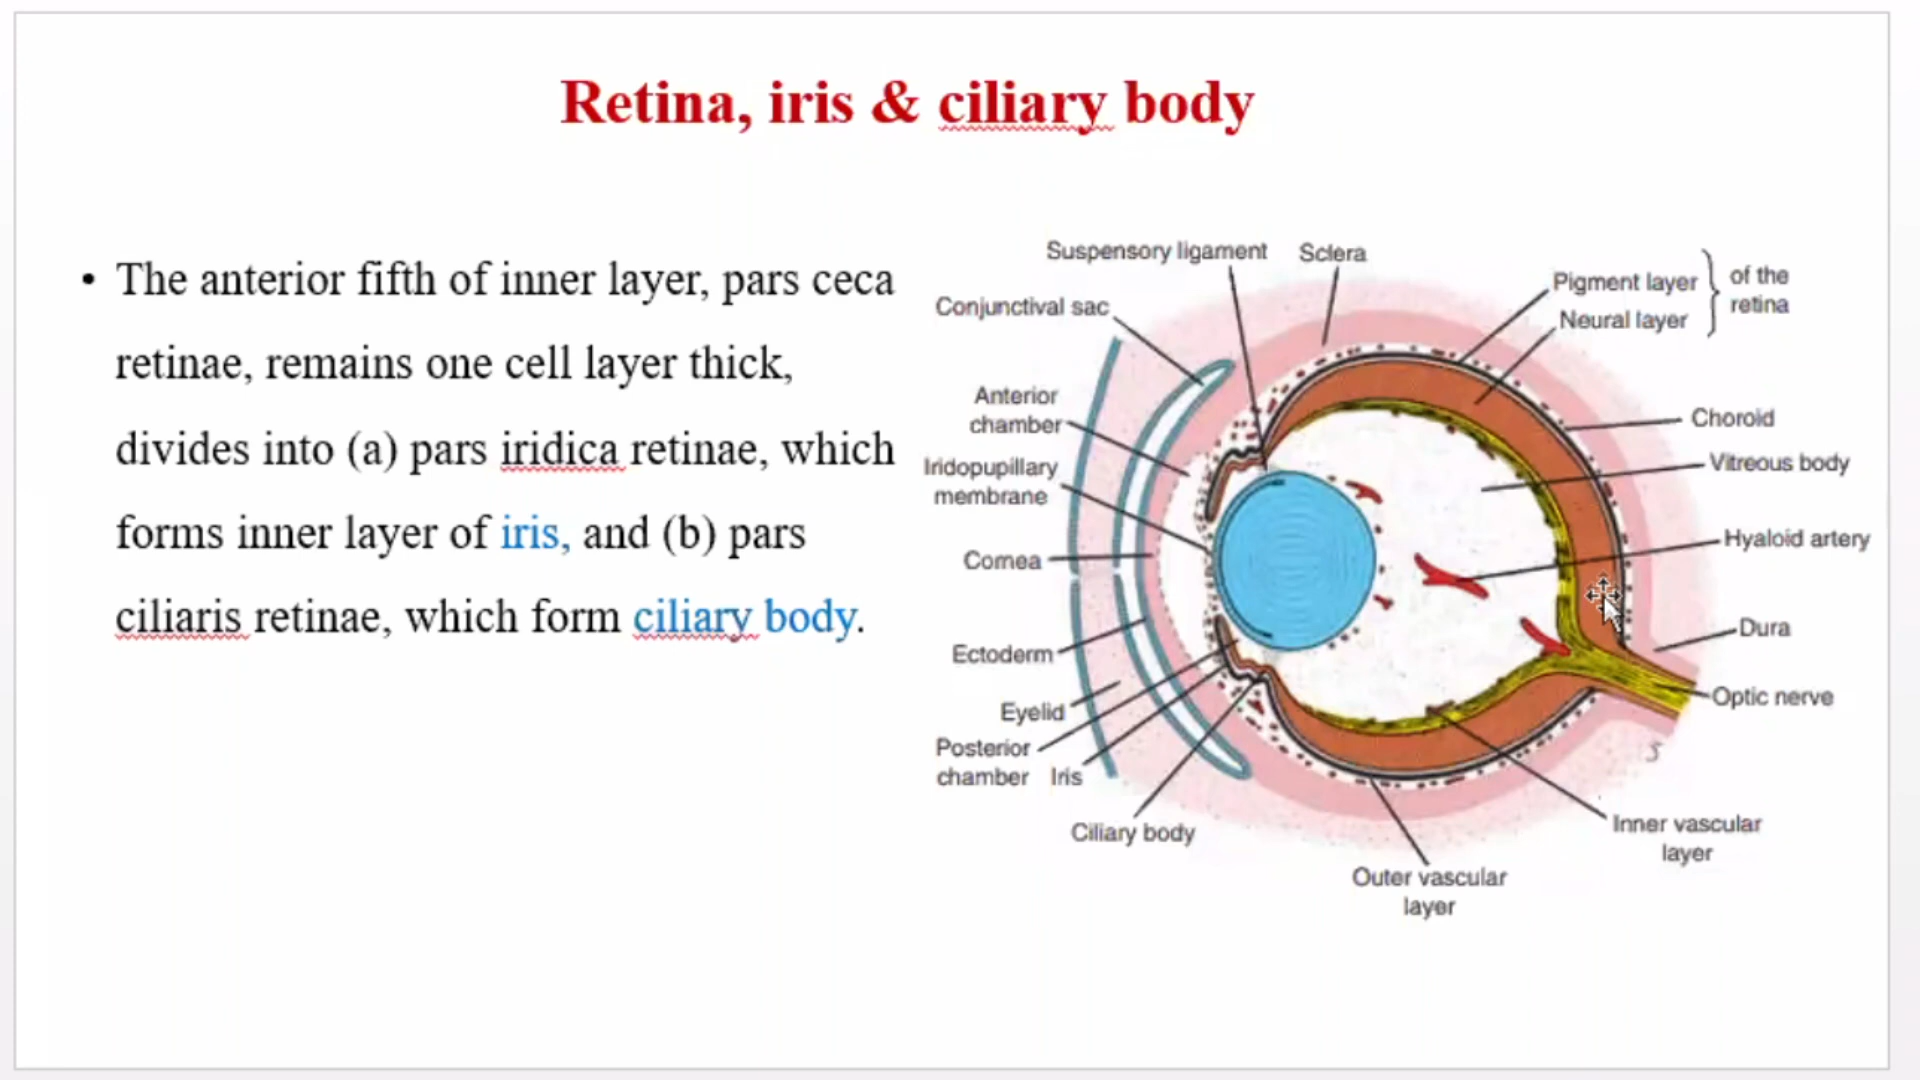 Retina, iris & ciliary body
• The anterior fifth of inner layer, pars ceca
retinae, remains one cell layer thick,
divides into (a) pars iridica retinae, which
forms inner layer of iris, and (b) pars
ciliaris retinae, which form ciliary body.
Suspensory ligament
Sclera
Pigment layer
Neural layer
of the
retina
Conjunctival sac
Anterior
chamber
Choroid
Iridopupillary
membrane
Vitreous body
Hyaloid artery
Cornea
Dura
Ectoderm
Optic nerve
Eyelid
Posterior
chamber
Iris
Ciliary body
Inner vascular
layer
Outer vascular
layer